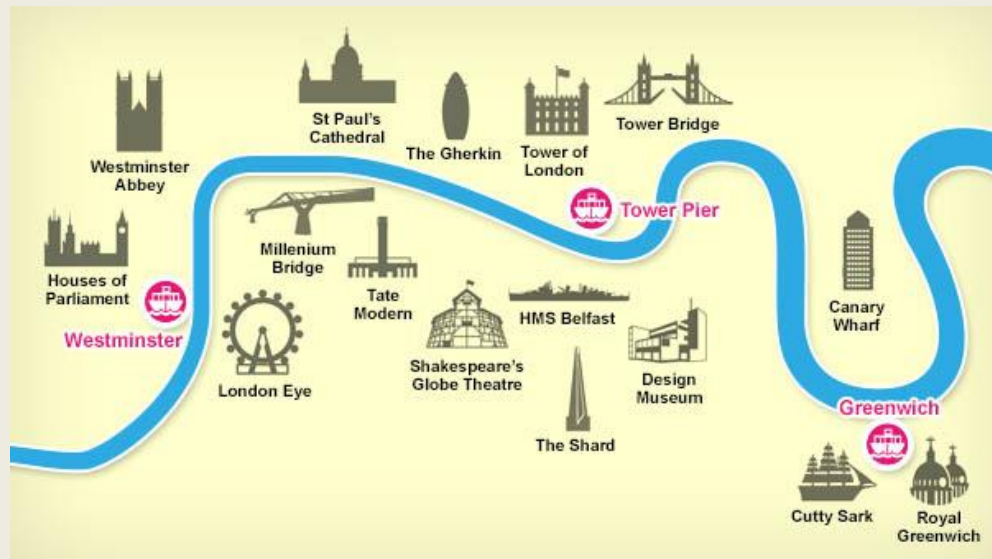 St Paul's
Cathedral
The Gherkin
Tower of
London
Tower Bridge
Westminster
Abbey
Tower Pier
Houses of
Parliament
Millenium
Bridge
Tate
Modern
HMS Belfast
Canary
Wharf
Westminster
London Eye
Shakespeare's
Globe Theatre
Design
Museum
The Shard
Greenwich
Cutty Sark
Royal
Greenwich